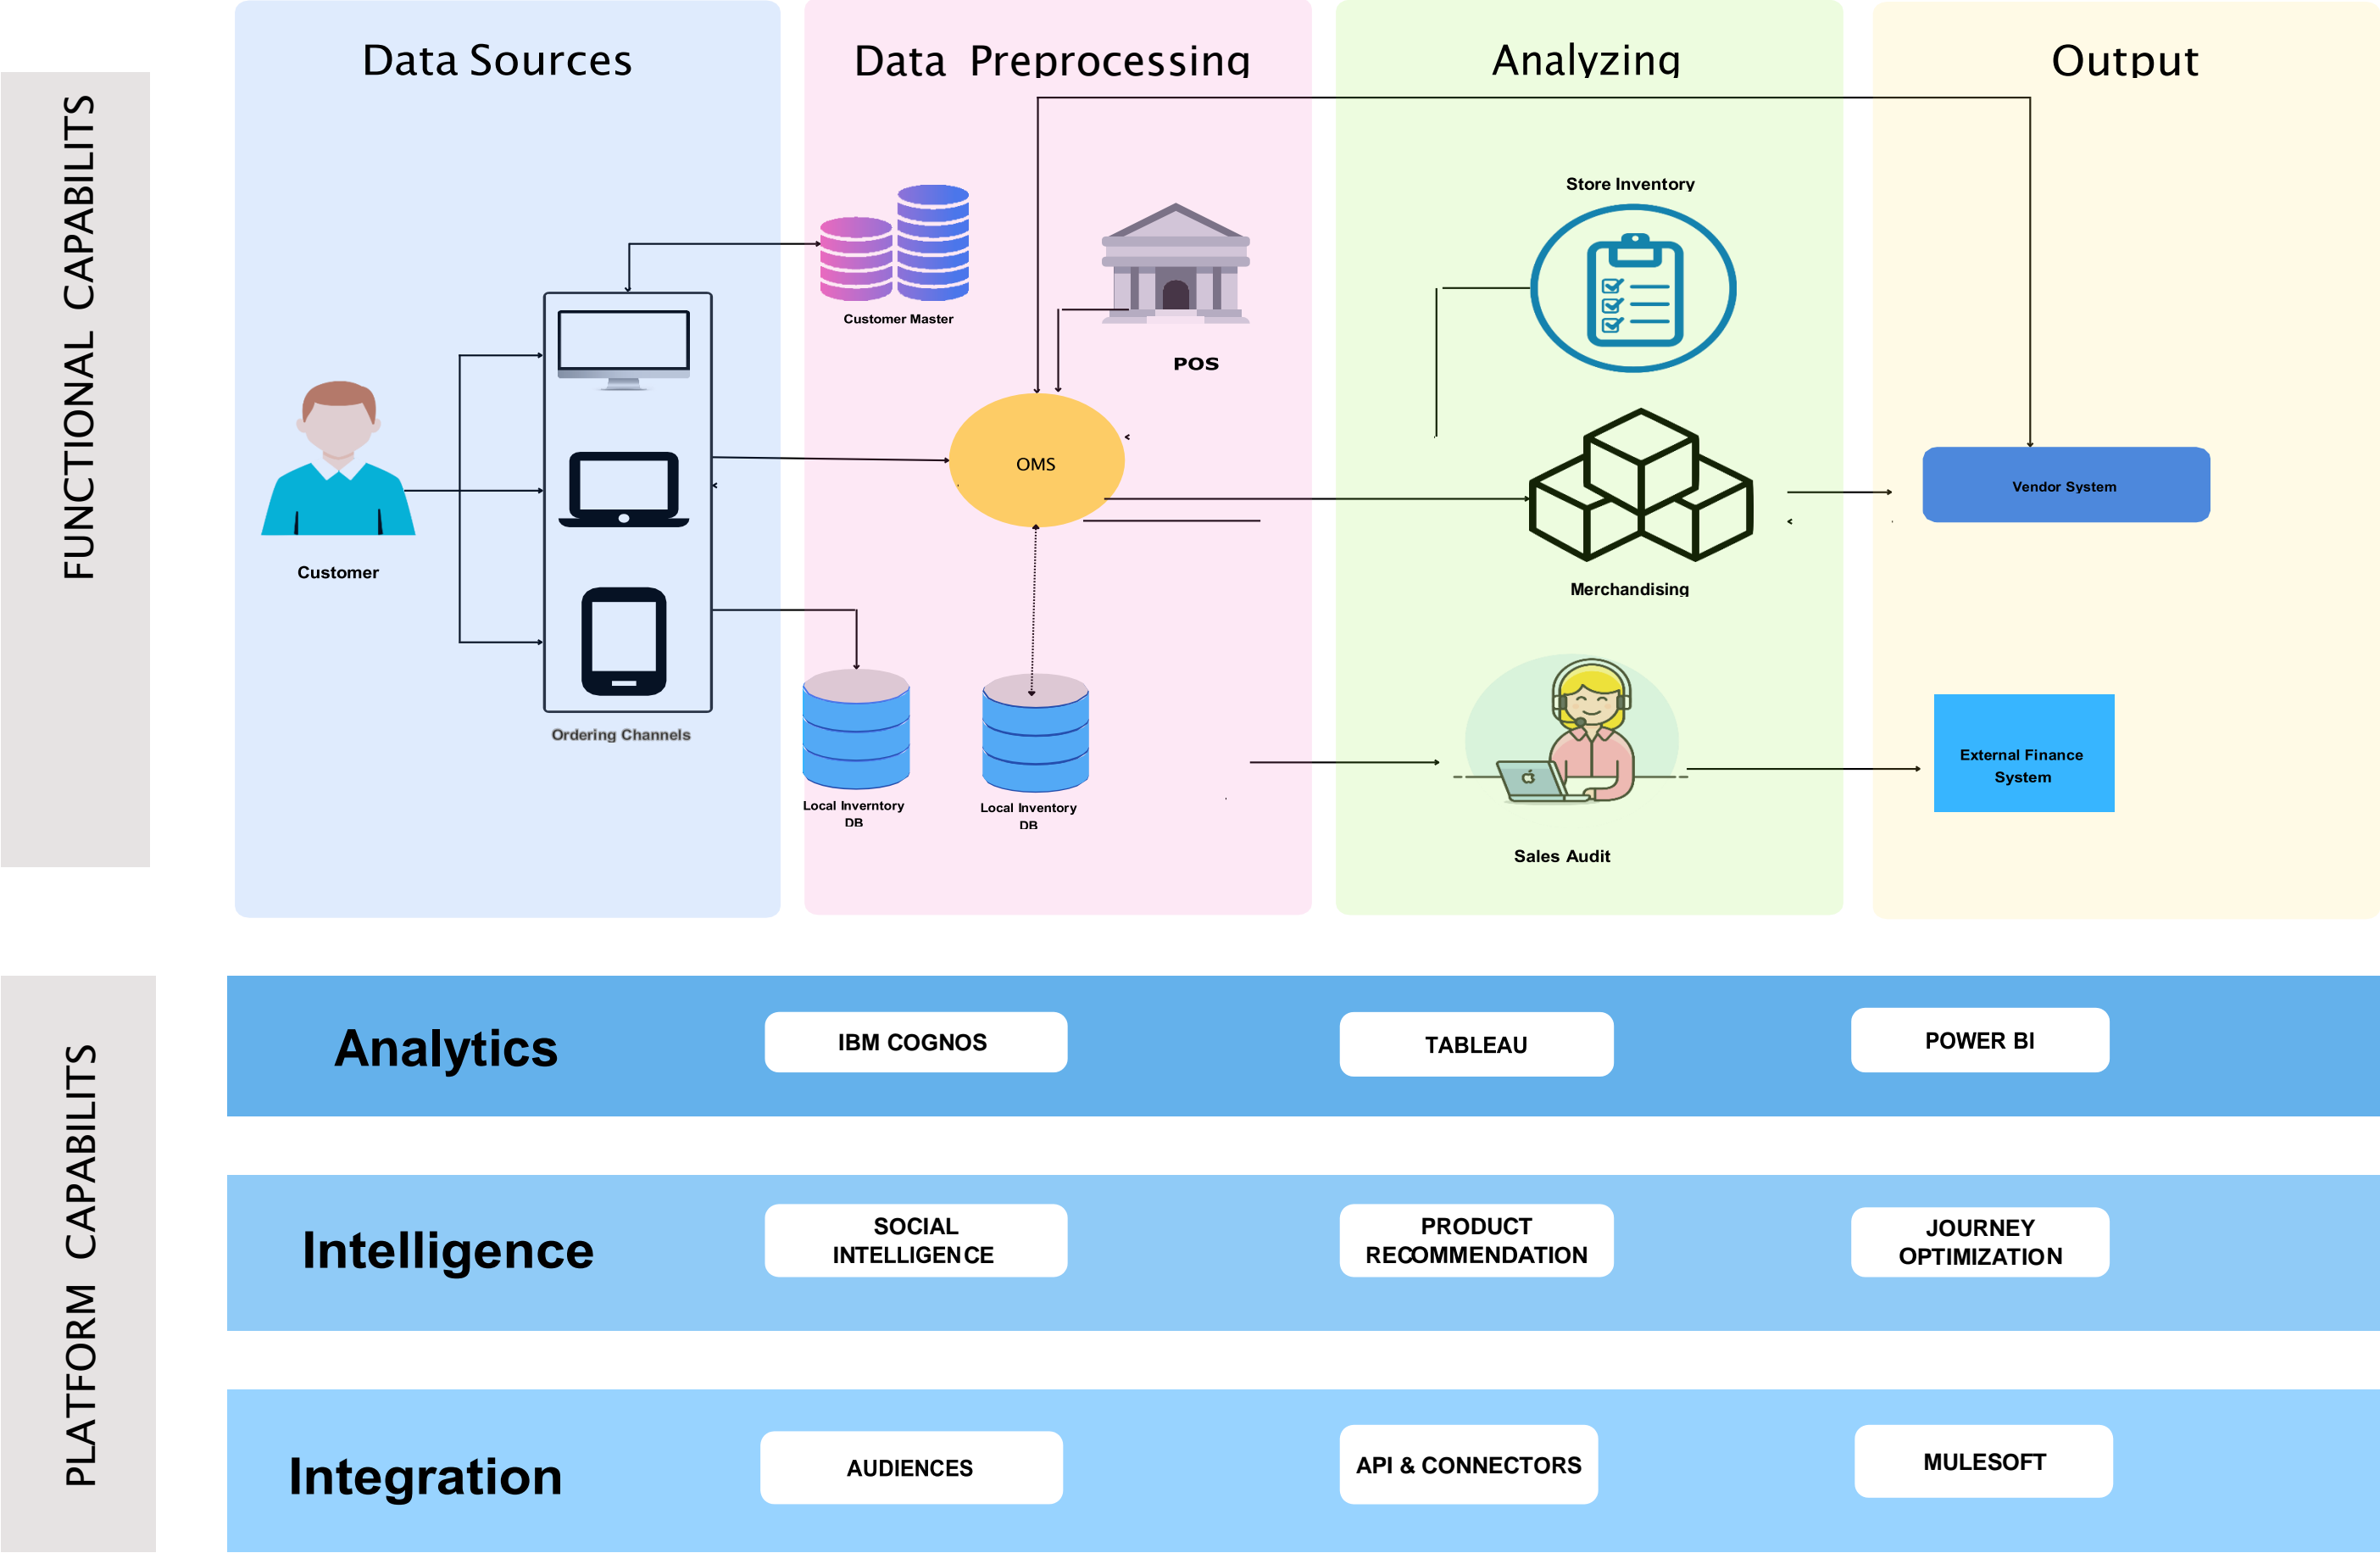 FUNCTIONAL CAPABILITS
Data Sources
Data Preprocessing
Analyzing
Output
Customer
Ordering Channels
Customer Master
POS
OMS
Local Inverntory
DB
Local Inventory
DB
Store Inventory
Merchandising
Sales Audit
Vendor System
External Finance
System
PLATFORM CAPABILITS
Analytics
IBM COGNOS
TABLEAU
POWER BI
Intelligence
SOCIAL
INTELLIGENCE
PRODUCT
RECOMMENDATION
JOURNEY
OPTIMIZATION
Integration
AUDIENCES
API & CONNECTORS
MULESOFT